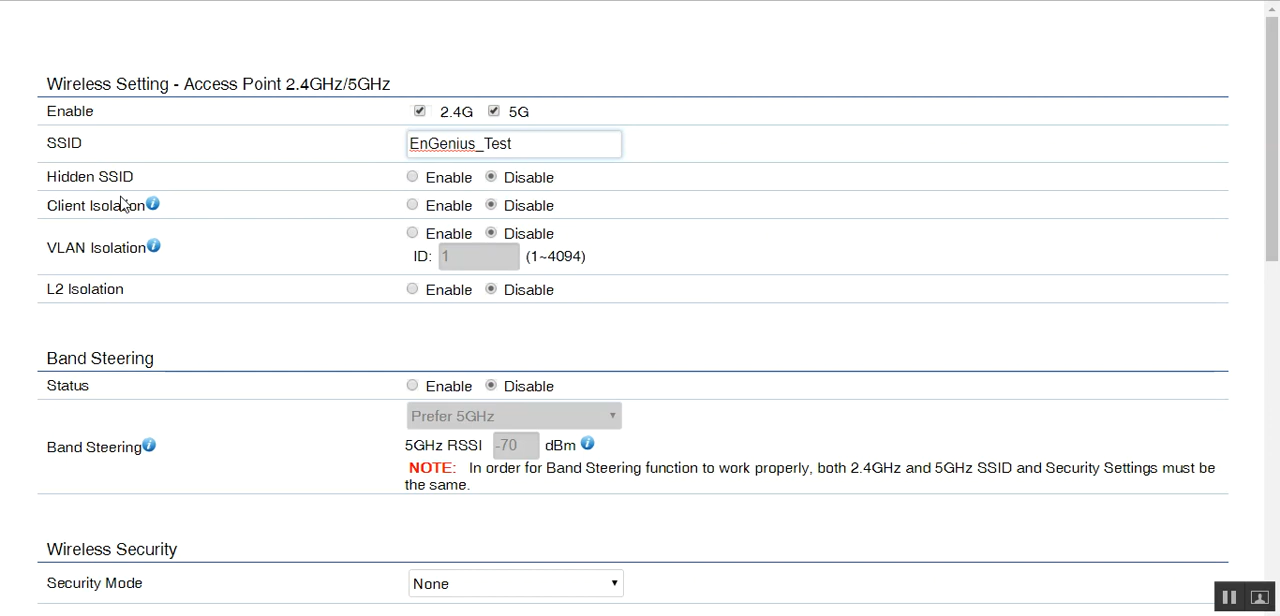 Wireless Setting - Access Point 2.4GHz/5GHz
Enable 2.4G 5G
SSID EnGenius_Test
Hidden SSID Enable Disable
Client Isolation Enable Disable
VLAN Isolation Enable Disable
ID: 1 (1~4094)
L2 Isolation Enable Disable
Band Steering
Status Enable Disable
Prefer 5GHz
Band Steering 5GHz RSSI -70 dBm
NOTE: In order for Band Steering function to work properly, both 2.4GHz and 5GHz SSID and Security Settings must be
the same.
Wireless Security
Security Mode None